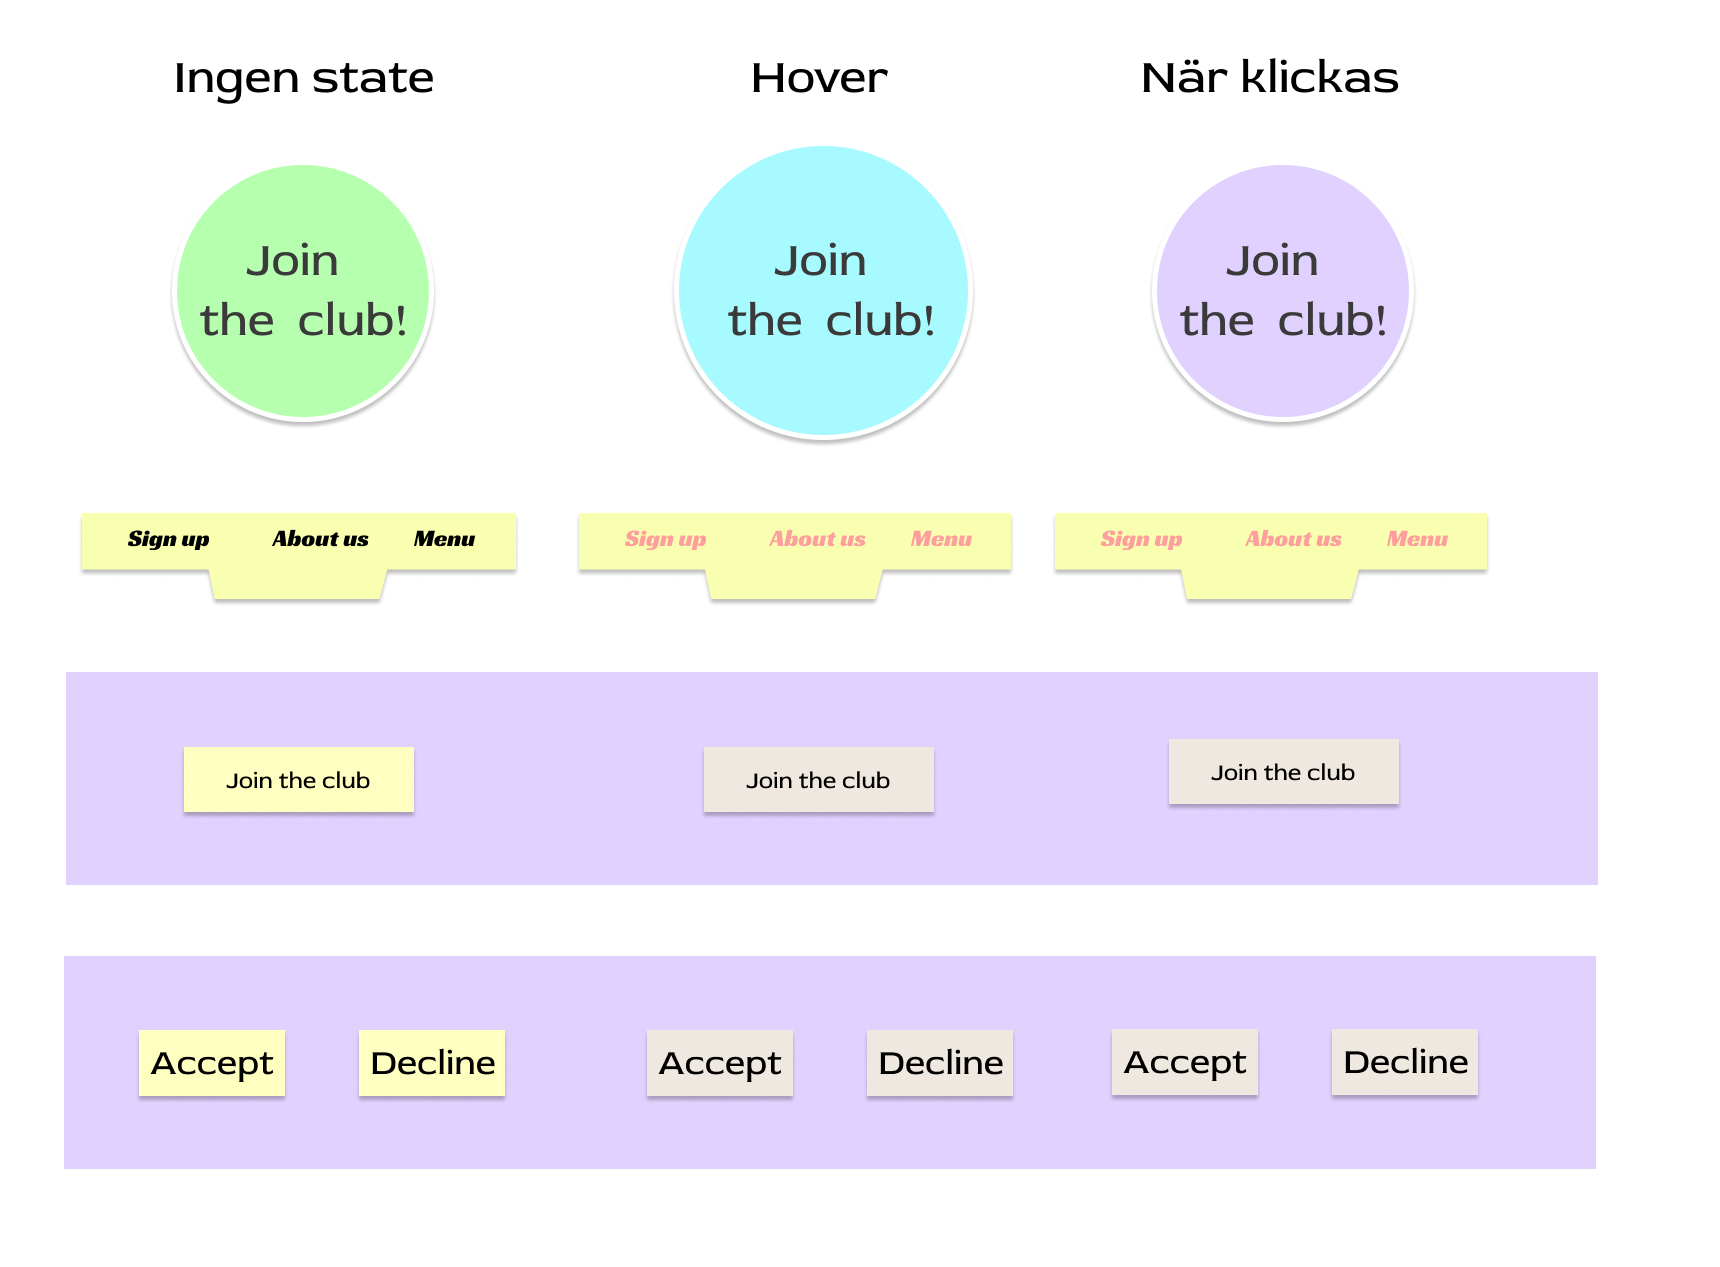 Ingen state
Hover
När klickas
Join
the club!
Join
the club!
Join
the club!
Sign up About us Menu
Sign up About us Menu
Sign up About us Menu
Join the club
Join the club
Join the club
Accept
Decline
Accept
Decline
Accept
Decline